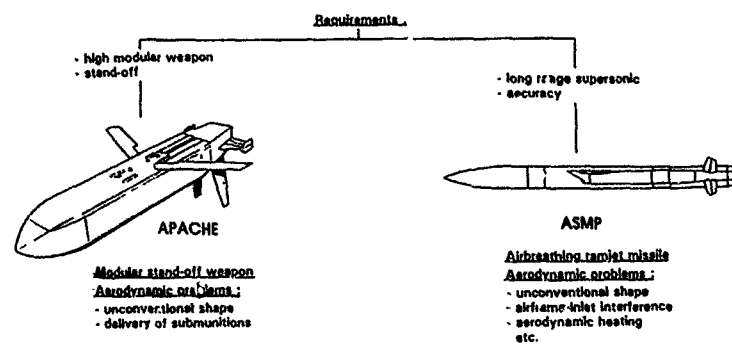 Requirements :
- high modular weapon
- stand-off
- long range supersonic
- accuracy
APACHE
ASMP
Modular stand-off weapon
Aerodynamic problems :
- unconventional shape
- delivery of submunitions
Airbreathing ramjet missile
Aerodynamic problems :
- unconventional shape
- airframe-inlet interference
- aerodynamic heating
etc.